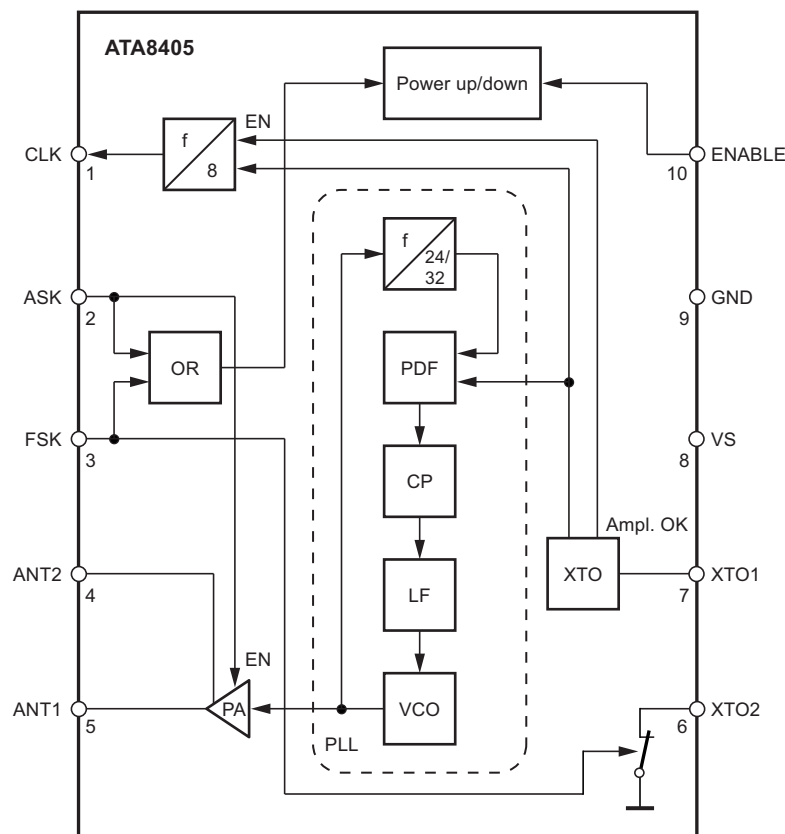 ATA8405
Power up/down
EN
CLK
1
f
8
ENABLE
10
f
24/
32
ASK
2
GND
9
OR
PDF
FSK
3
VS
8
CP
Ampl. OK
ANT2
4
LF
XTO
XTO1
7
EN
ANT1
5
PA
VCO
XTO2
6
PLL